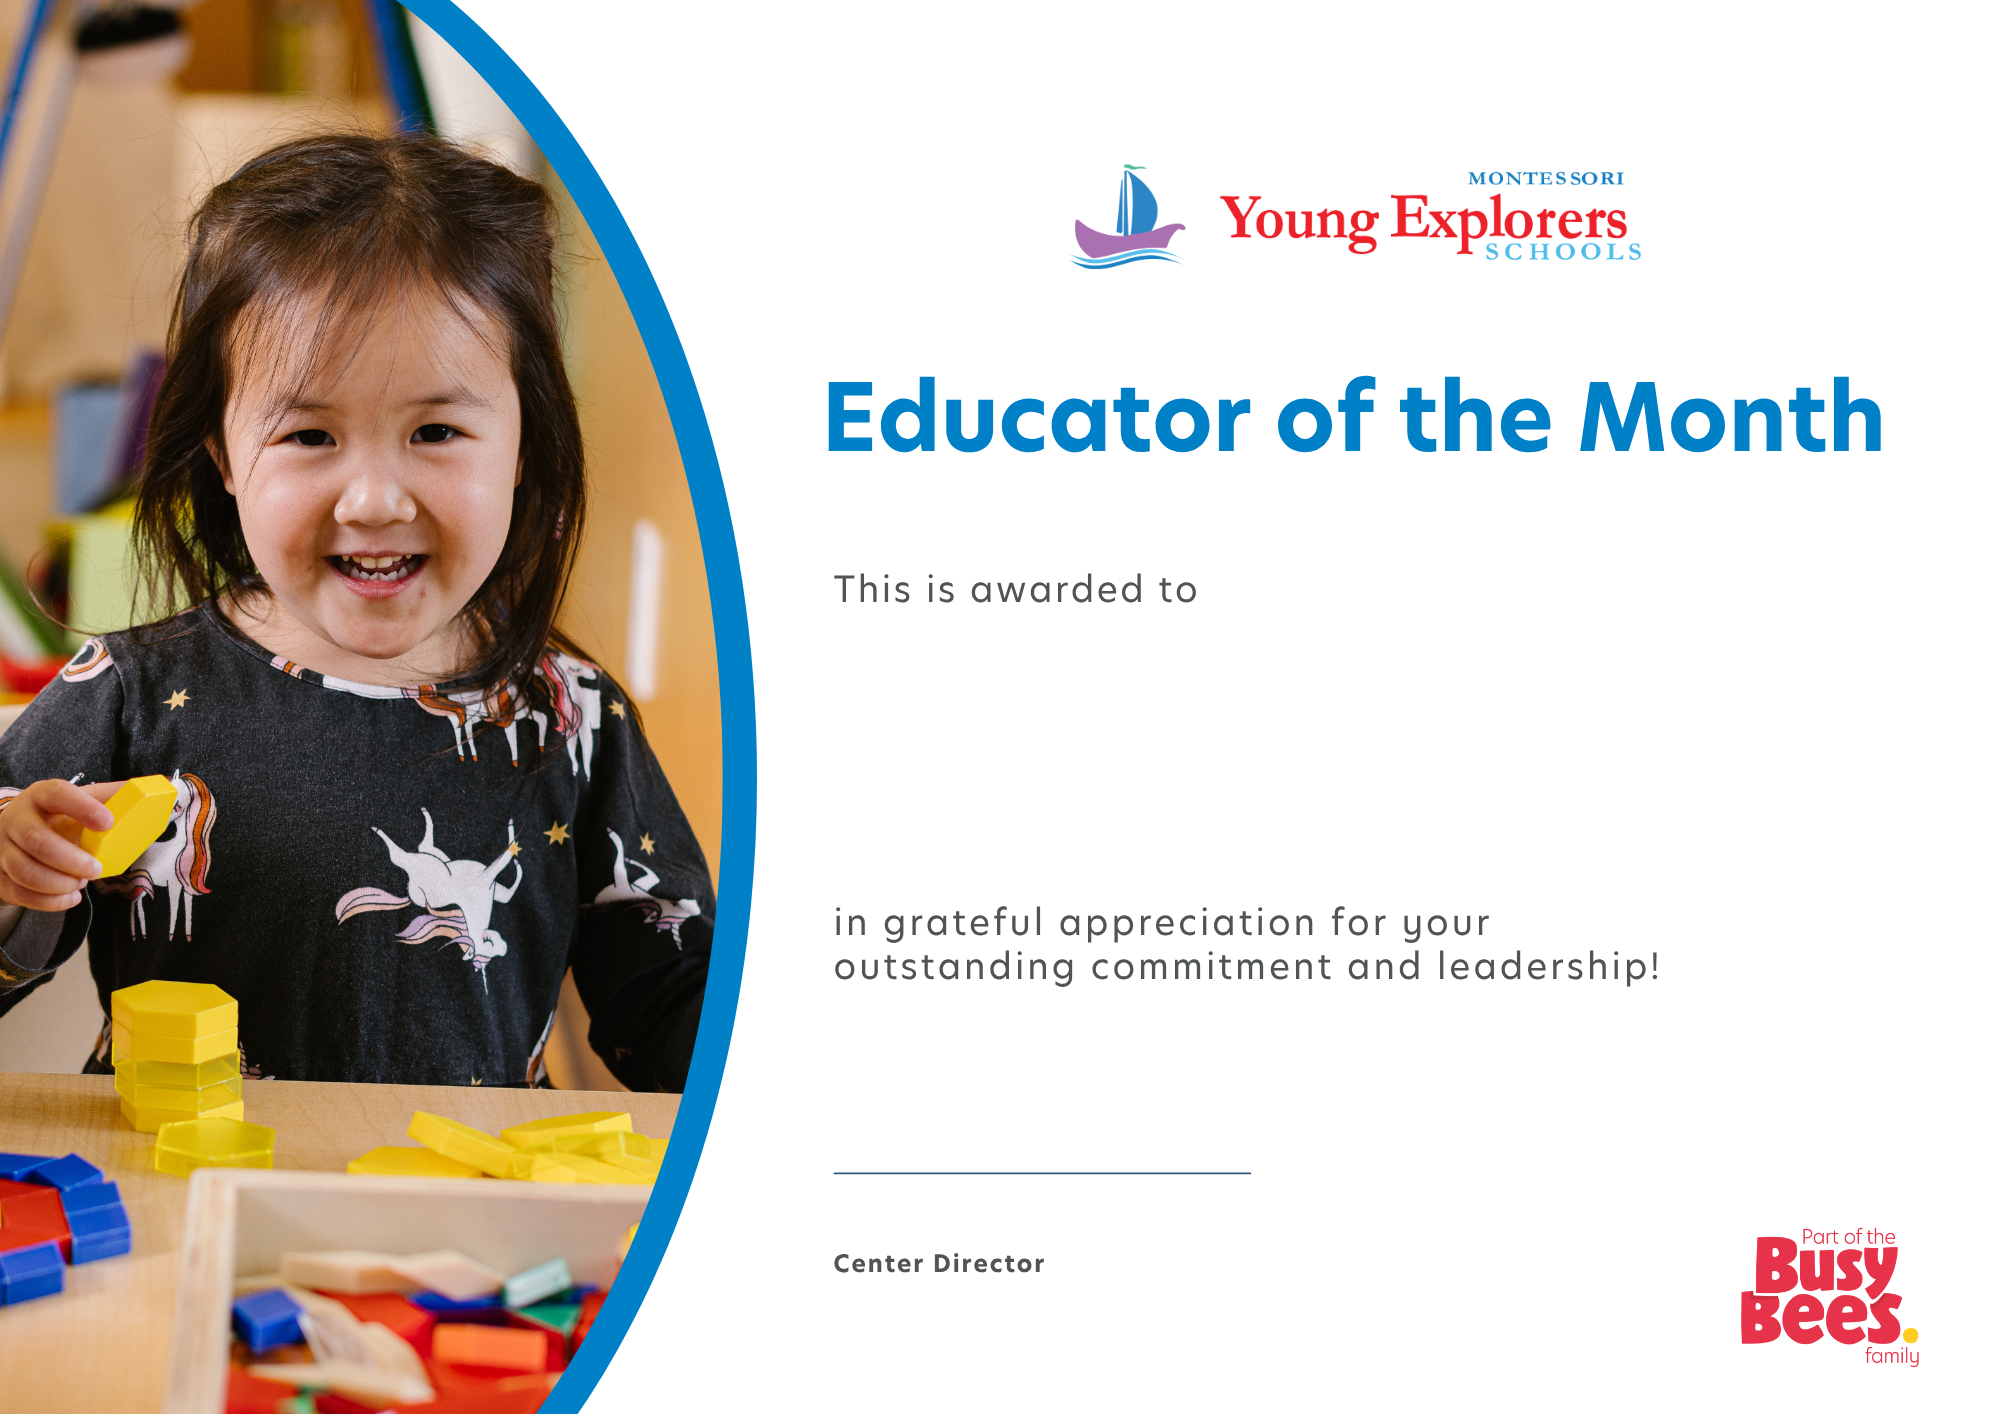 MONTESSORI
Young Explorers
SCHOOLS
Educator of the Month
This is awarded to
in grateful appreciation for your
outstanding commitment and leadership!
Center Director
Part of the
Busy
Bees.
family